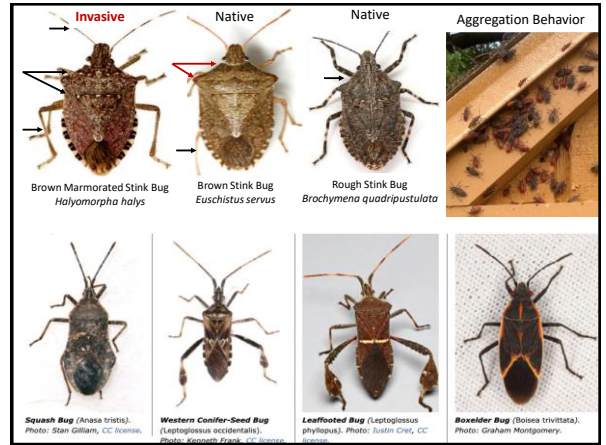 Invasive
Native
Native
Aggregation Behavior
Brown Marmorated Stink Bug
Halyomorpha halys
Brown Stink Bug
Euschistus servus
Rough Stink Bug
Brochymena quadripustulata
Squash Bug (Anasa tristis).
Photo: Stan Gilliam, CC license.
Western Conifer-Seed Bug
(Leptoglossus occidentalis).
Photo: Kenneth Frank, CC license.
Leaffooted Bug (Leptoglossus
phyllopus). Photo: Justin Cret, CC
license.
Boxelder Bug (Boisea trivittata).
Photo: Graham Montgomery.